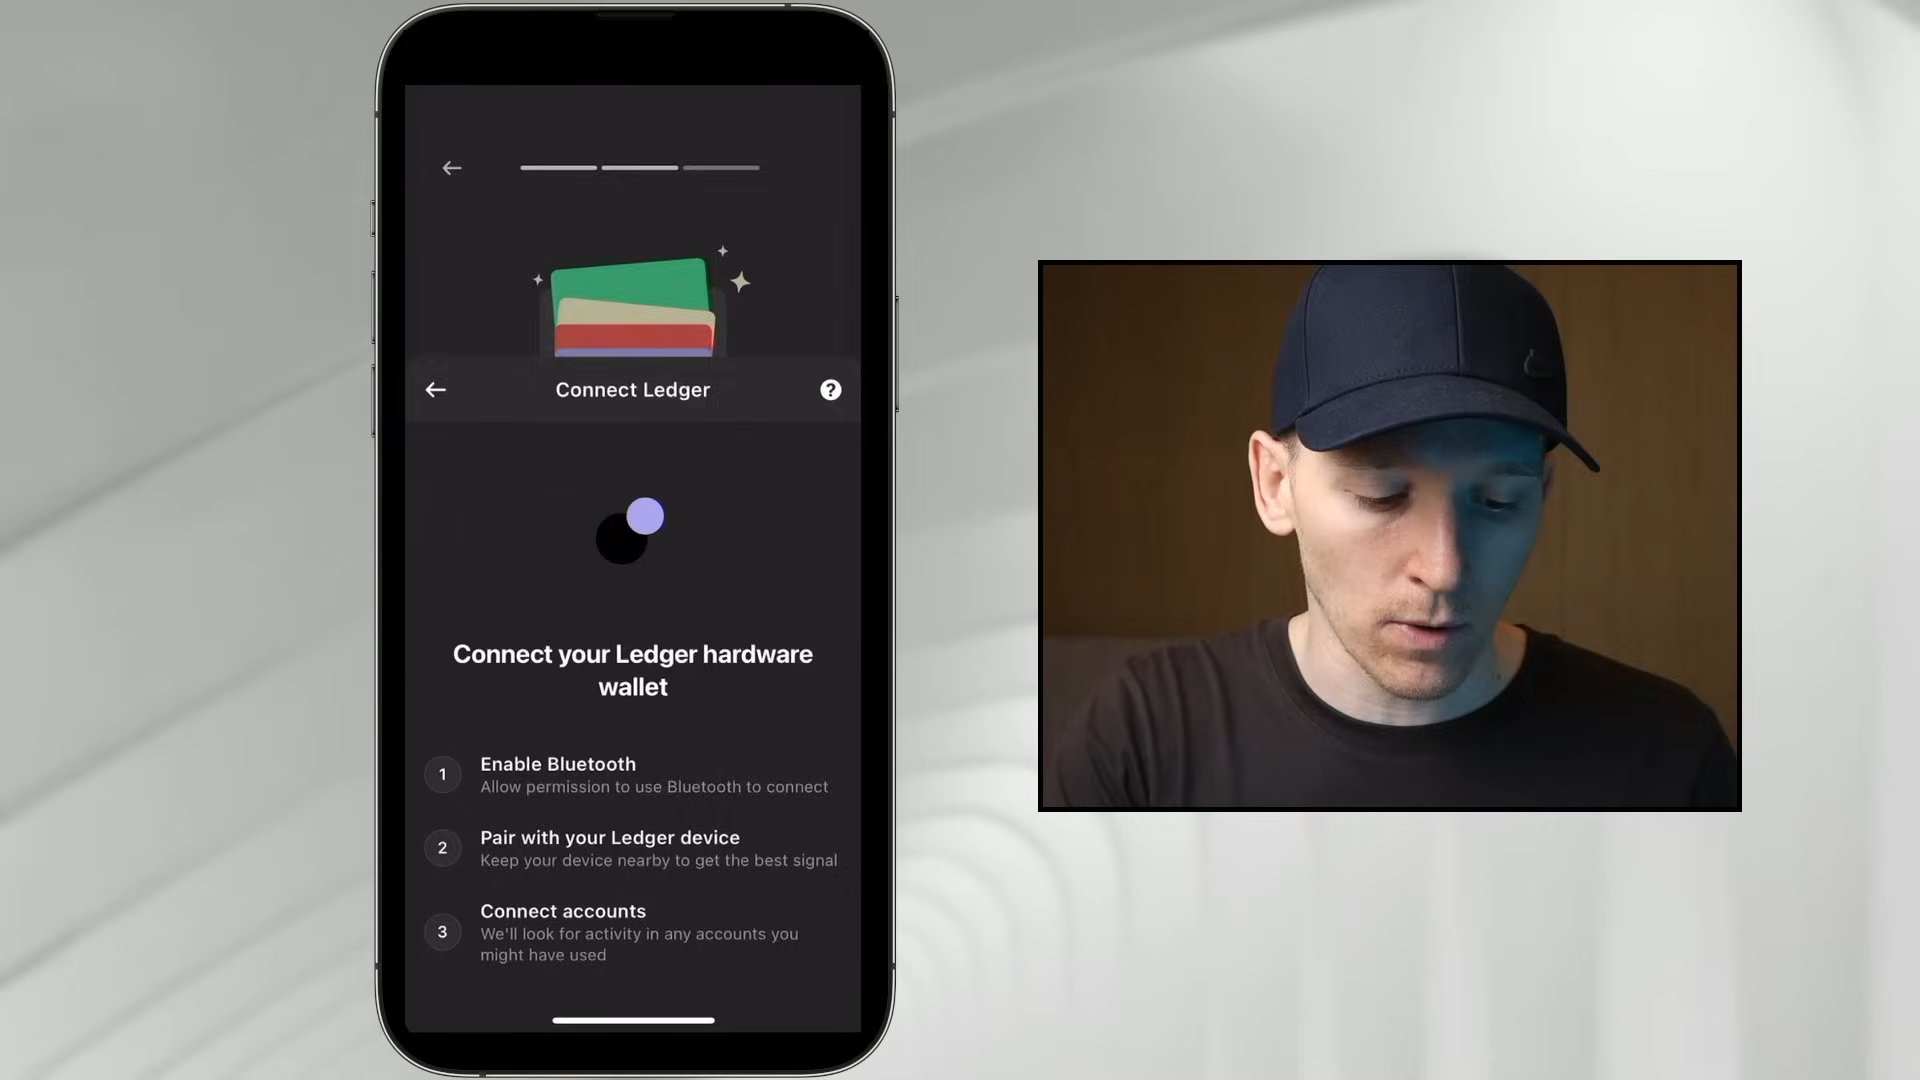 Connect Ledger
?
Connect your Ledger hardware
wallet
1
Enable Bluetooth
Allow permission to use Bluetooth to connect
2
Pair with your Ledger device
Keep your device nearby to get the best signal
3
Connect accounts
We'll look for activity in any accounts you
might have used